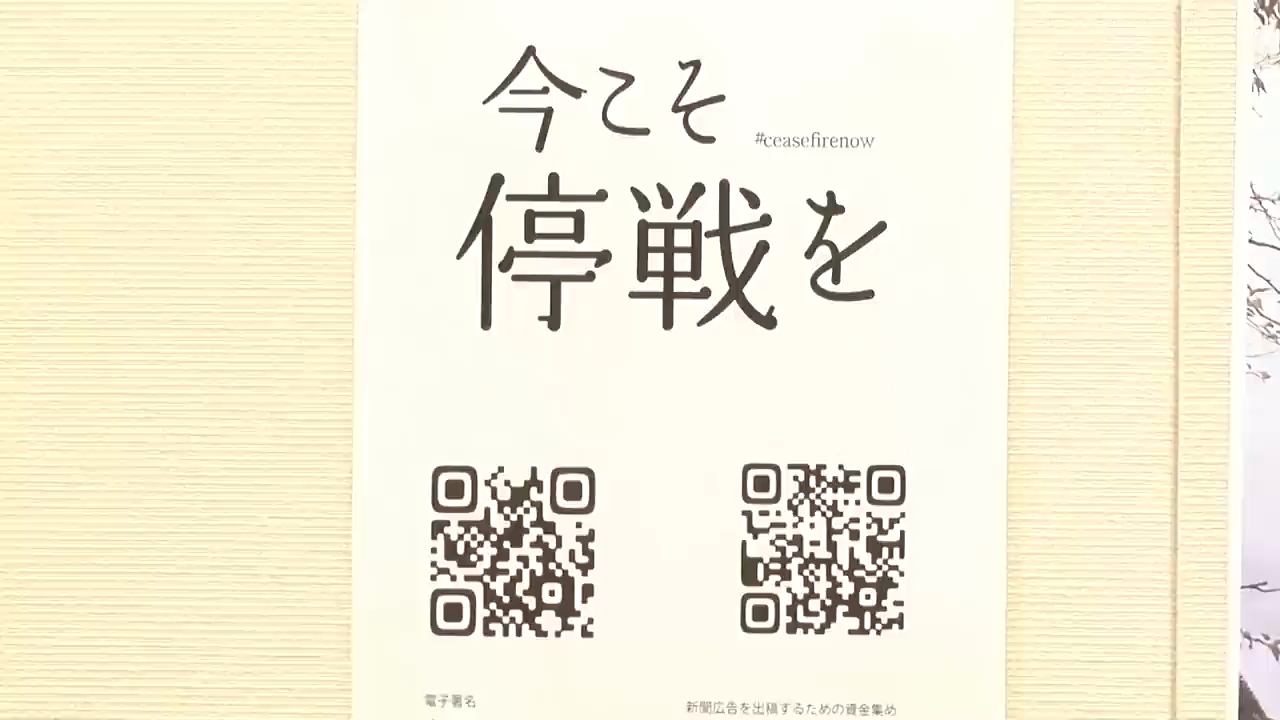 今こそ
#ceasefirenow
停戦を
電子署名
新聞広告を出稿するための資金集め